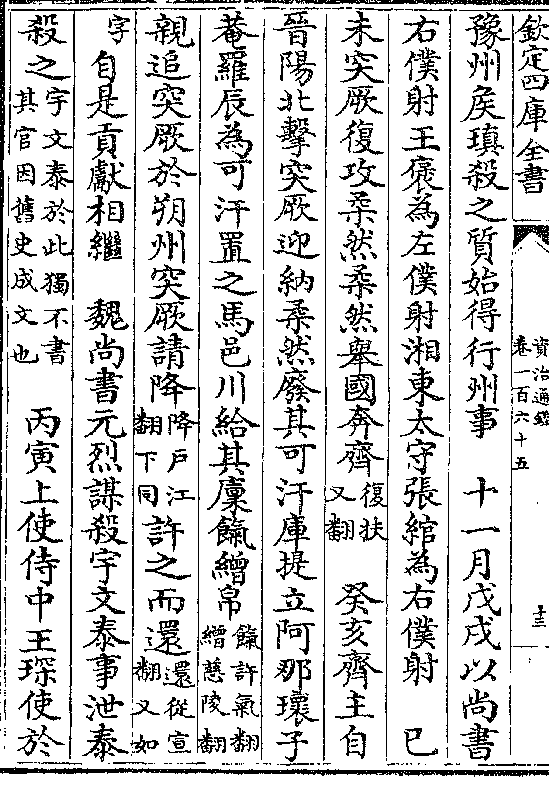 欽定四庫全書
資治通鑑
卷一百六十五
十三
豫州矦瑱殺之質始得行州事　十一月戊戌以尚書
右僕射王褒為左僕射湘東太守張綰為右僕射　已
未突厥復攻柔然柔然舉國奔齊復扶又翻　癸亥齊主自
晉陽北擊突厥迎納柔然廢其可汗庫提立阿那瓌子
菴羅辰為可汗置之馬邑川給其廩餼繒帛餼許氣翻繒慈陵翻
親追突厥於朔州突厥請降降戶江翻下同許之而還還從宣翻又如
字自是貢獻相繼　魏尚書元烈謀殺宇文泰事泄泰
殺之宇文泰於此獨不書其官因舊史成文也　丙寅上使侍中王琛使於